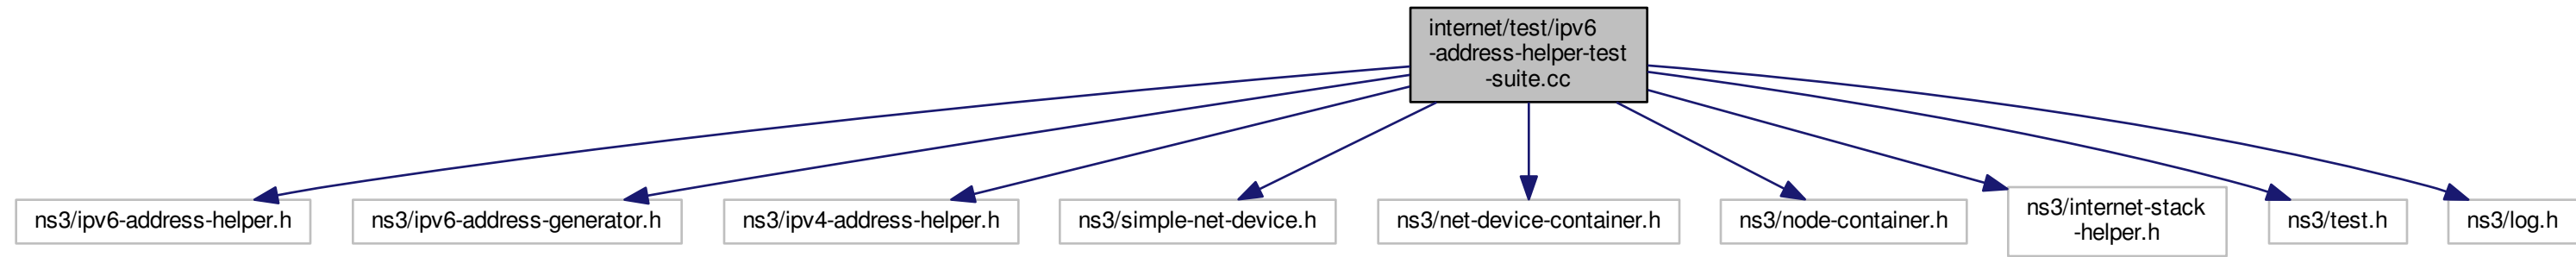 internet/test/ipv6
-address-helper-test
-suite.cc
ns3/ipv6-address-helper.h
ns3/ipv6-address-generator.h
ns3/ipv4-address-helper.h
ns3/simple-net-device.h
ns3/net-device-container.h
ns3/node-container.h
ns3/internet-stack
-helper.h
ns3/test.h
ns3/log.h